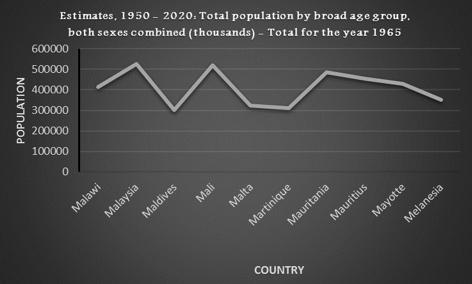 Estimates, 1950 - 2020: Total population by broad age group,
both sexes combined (thousands) - Total for the year 1965
POPULATION
600000
500000
400000
300000
200000
100000
0
Malawi
Malaysia
Maldives
Mali
Malta
Martinique
Mauritania
Mauritius
Mayotte
Melanesia
COUNTRY